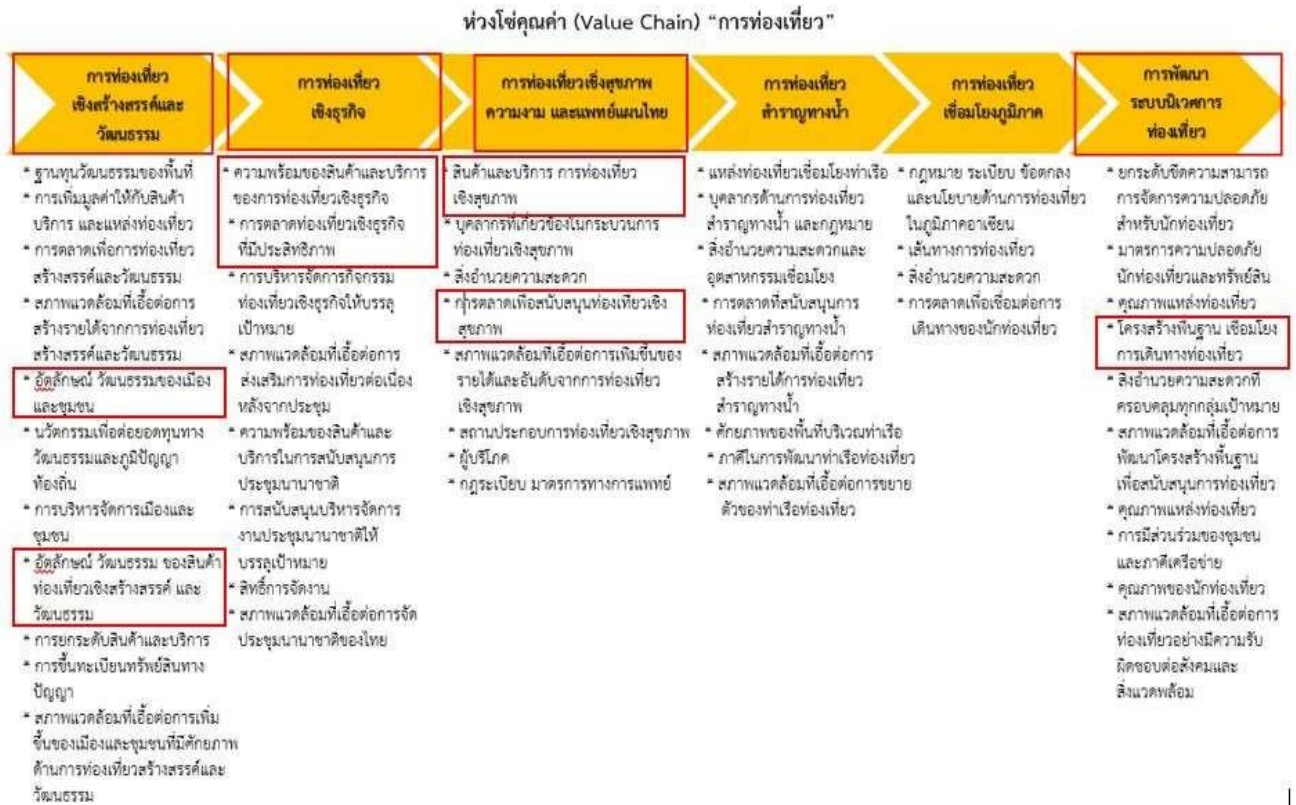 ห่วงโซ่คุณค่า (Value Chain) “การท่องเที่ยว”
การท่องเที่ยว
เชิงสร้างสรรค์และ
วัฒนธรรม
การท่องเที่ยว
เชิงธุรกิจ
การท่องเที่ยวเชิงสุขภาพ
ความงาม และแพทย์แผนไทย
การท่องเที่ยว
สำราญทางน้ำ
การท่องเที่ยว
เชื่อมโยงภูมิภาค
การพัฒนา
ระบบนิเวศการ
ท่องเที่ยว
* ฐานทุนวัฒนธรรมของพื้นที่
* การเพิ่มมูลค่าให้กับสินค้า
บริการ และแหล่งท่องเที่ยว
* การตลาดเพื่อการท่องเที่ยว
สร้างสรรค์และวัฒนธรรม
* สภาพแวดล้อมที่เอื้อต่อการ
สร้างรายได้จากการท่องเที่ยว
สร้างสรรค์และวัฒนธรรม
* อัตลักษณ์ วัฒนธรรมของเมือง
และชุมชน
* นวัตกรรมเพื่อต่อยอดทุนทาง
วัฒนธรรมและภูมิปัญญา
ท้องถิ่น
* การบริหารจัดการเมืองและ
ชุมชน
* อัตลักษณ์ วัฒนธรรม ของสินค้า
ท่องเที่ยวเชิงสร้างสรรค์ และ
วัฒนธรรม
* การยกระดับสินค้าและบริการ
* การขึ้นทะเบียนทรัพย์สินทาง
ปัญญา
* สภาพแวดล้อมที่เอื้อต่อการเพิ่ม
ขึ้นของเมืองและชุมชนที่มีศักยภาพ
ด้านการท่องเที่ยวสร้างสรรค์และ
วัฒนธรรม
* ความพร้อมของสินค้าและบริการ
ของการท่องเที่ยวเชิงธุรกิจ
* การตลาดท่องเที่ยวเชิงธุรกิจ
ที่มีประสิทธิภาพ
* การบริหารจัดการกิจกรรม
ท่องเที่ยวเชิงธุรกิจให้บรรลุ
เป้าหมาย
* สภาพแวดล้อมที่เอื้อต่อการ
ส่งเสริมการท่องเที่ยวต่อเนื่อง
หลังจากประชุม
* ความพร้อมของสินค้าและ
บริการในการสนับสนุนการ
ประชุมนานาชาติ
* การสนับสนุนบริหารจัดการ
งานประชุมนานาชาติให้
บรรลุเป้าหมาย
* สิทธิ์การจัดงาน
* สภาพแวดล้อมที่เอื้อต่อการจัด
ประชุมนานาชาติของไทย
* สินค้าและบริการ การท่องเที่ยว
เชิงสุขภาพ
* บุคลากรที่เกี่ยวข้องในกระบวนการ
ท่องเที่ยวเชิงสุขภาพ
* สิ่งอำนวยความสะดวก
* การตลาดเพื่อสนับสนุนท่องเที่ยวเชิง
สุขภาพ
* สภาพแวดล้อมที่เอื้อต่อการเพิ่มขึ้นของ
รายได้และอันดับจากการท่องเที่ยว
เชิงสุขภาพ
* สถานประกอบการท่องเที่ยวเชิงสุขภาพ
* ผู้บริโภค
* กฎระเบียบ มาตรการทางการแพทย์
* แหล่งท่องเที่ยวเชื่อมโยงท่าเรือ
* บุคลากรด้านการท่องเที่ยว
สำราญทางน้ำ และกฎหมาย
* สิ่งอำนวยความสะดวกและ
อุตสาหกรรมเชื่อมโยง
* การตลาดที่สนับสนุนการ
ท่องเที่ยวสำราญทางน้ำ
* สภาพแวดล้อมที่เอื้อต่อการ
สร้างรายได้การท่องเที่ยว
สำราญทางน้ำ
* ศักยภาพของพื้นที่บริเวณท่าเรือ
* ภาคีในการพัฒนาท่าเรือท่องเที่ยว
* สภาพแวดล้อมที่เอื้อต่อการขยาย
ตัวของท่าเรือท่องเที่ยว
* กฎหมาย ระเบียบ ข้อตกลง
และนโยบายด้านการท่องเที่ยว
ในภูมิภาคอาเซียน
* เส้นทางการท่องเที่ยว
* สิ่งอำนวยความสะดวก
* การตลาดเพื่อเชื่อมต่อการ
เดินทางของนักท่องเที่ยว
* ยกระดับขีดความสามารถ
การจัดการความปลอดภัย
สำหรับนักท่องเที่ยว
* มาตรการความปลอดภัย
นักท่องเที่ยวและทรัพย์สิน
* คุณภาพแหล่งท่องเที่ยว
* โครงสร้างพื้นฐาน เชื่อมโยง
การเดินทางท่องเที่ยว
* สิ่งอำนวยความสะดวกที่
ครอบคลุมทุกกลุ่มเป้าหมาย
* สภาพแวดล้อมที่เอื้อต่อการ
พัฒนาโครงสร้างพื้นฐาน
เพื่อสนับสนุนการท่องเที่ยว
* คุณภาพแหล่งท่องเที่ยว
* การมีส่วนร่วมของชุมชน
และภาคีเครือข่าย
* คุณภาพของนักท่องเที่ยว
* สภาพแวดล้อมที่เอื้อต่อการ
ท่องเที่ยวอย่างมีความรับ
ผิดชอบต่อสังคมและ
สิ่งแวดพล้อม